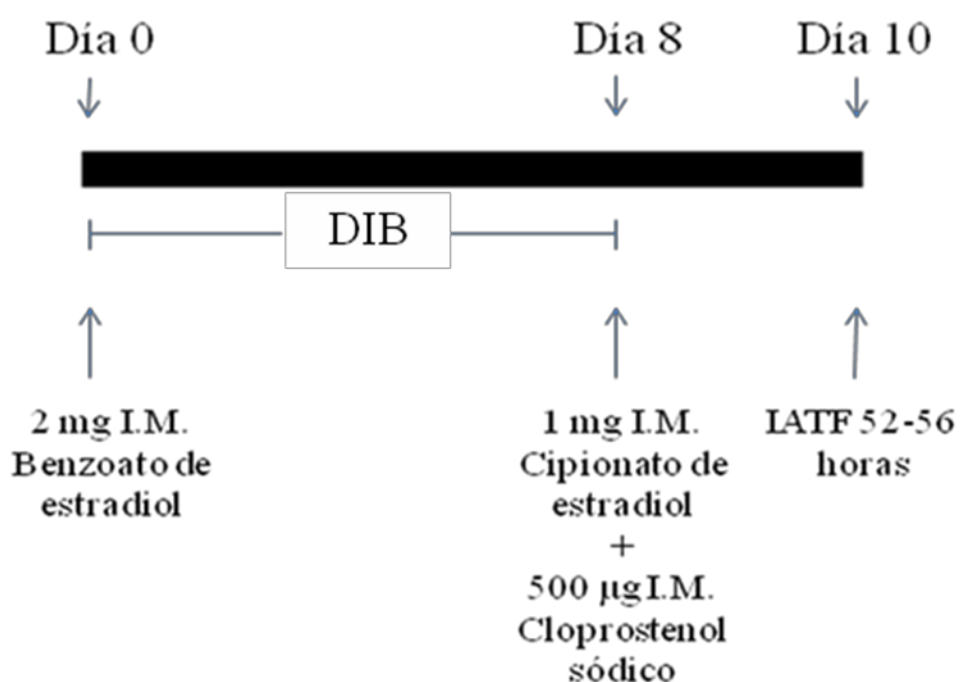 Día 0
Día 8
Día 10
DIB
2 mg I.M.
Benzoato de
estradiol
1 mg I.M.
Cipionato de
estradiol
+
500 µg I.M.
Cloprostenol
sódico
IATF 52-56
horas